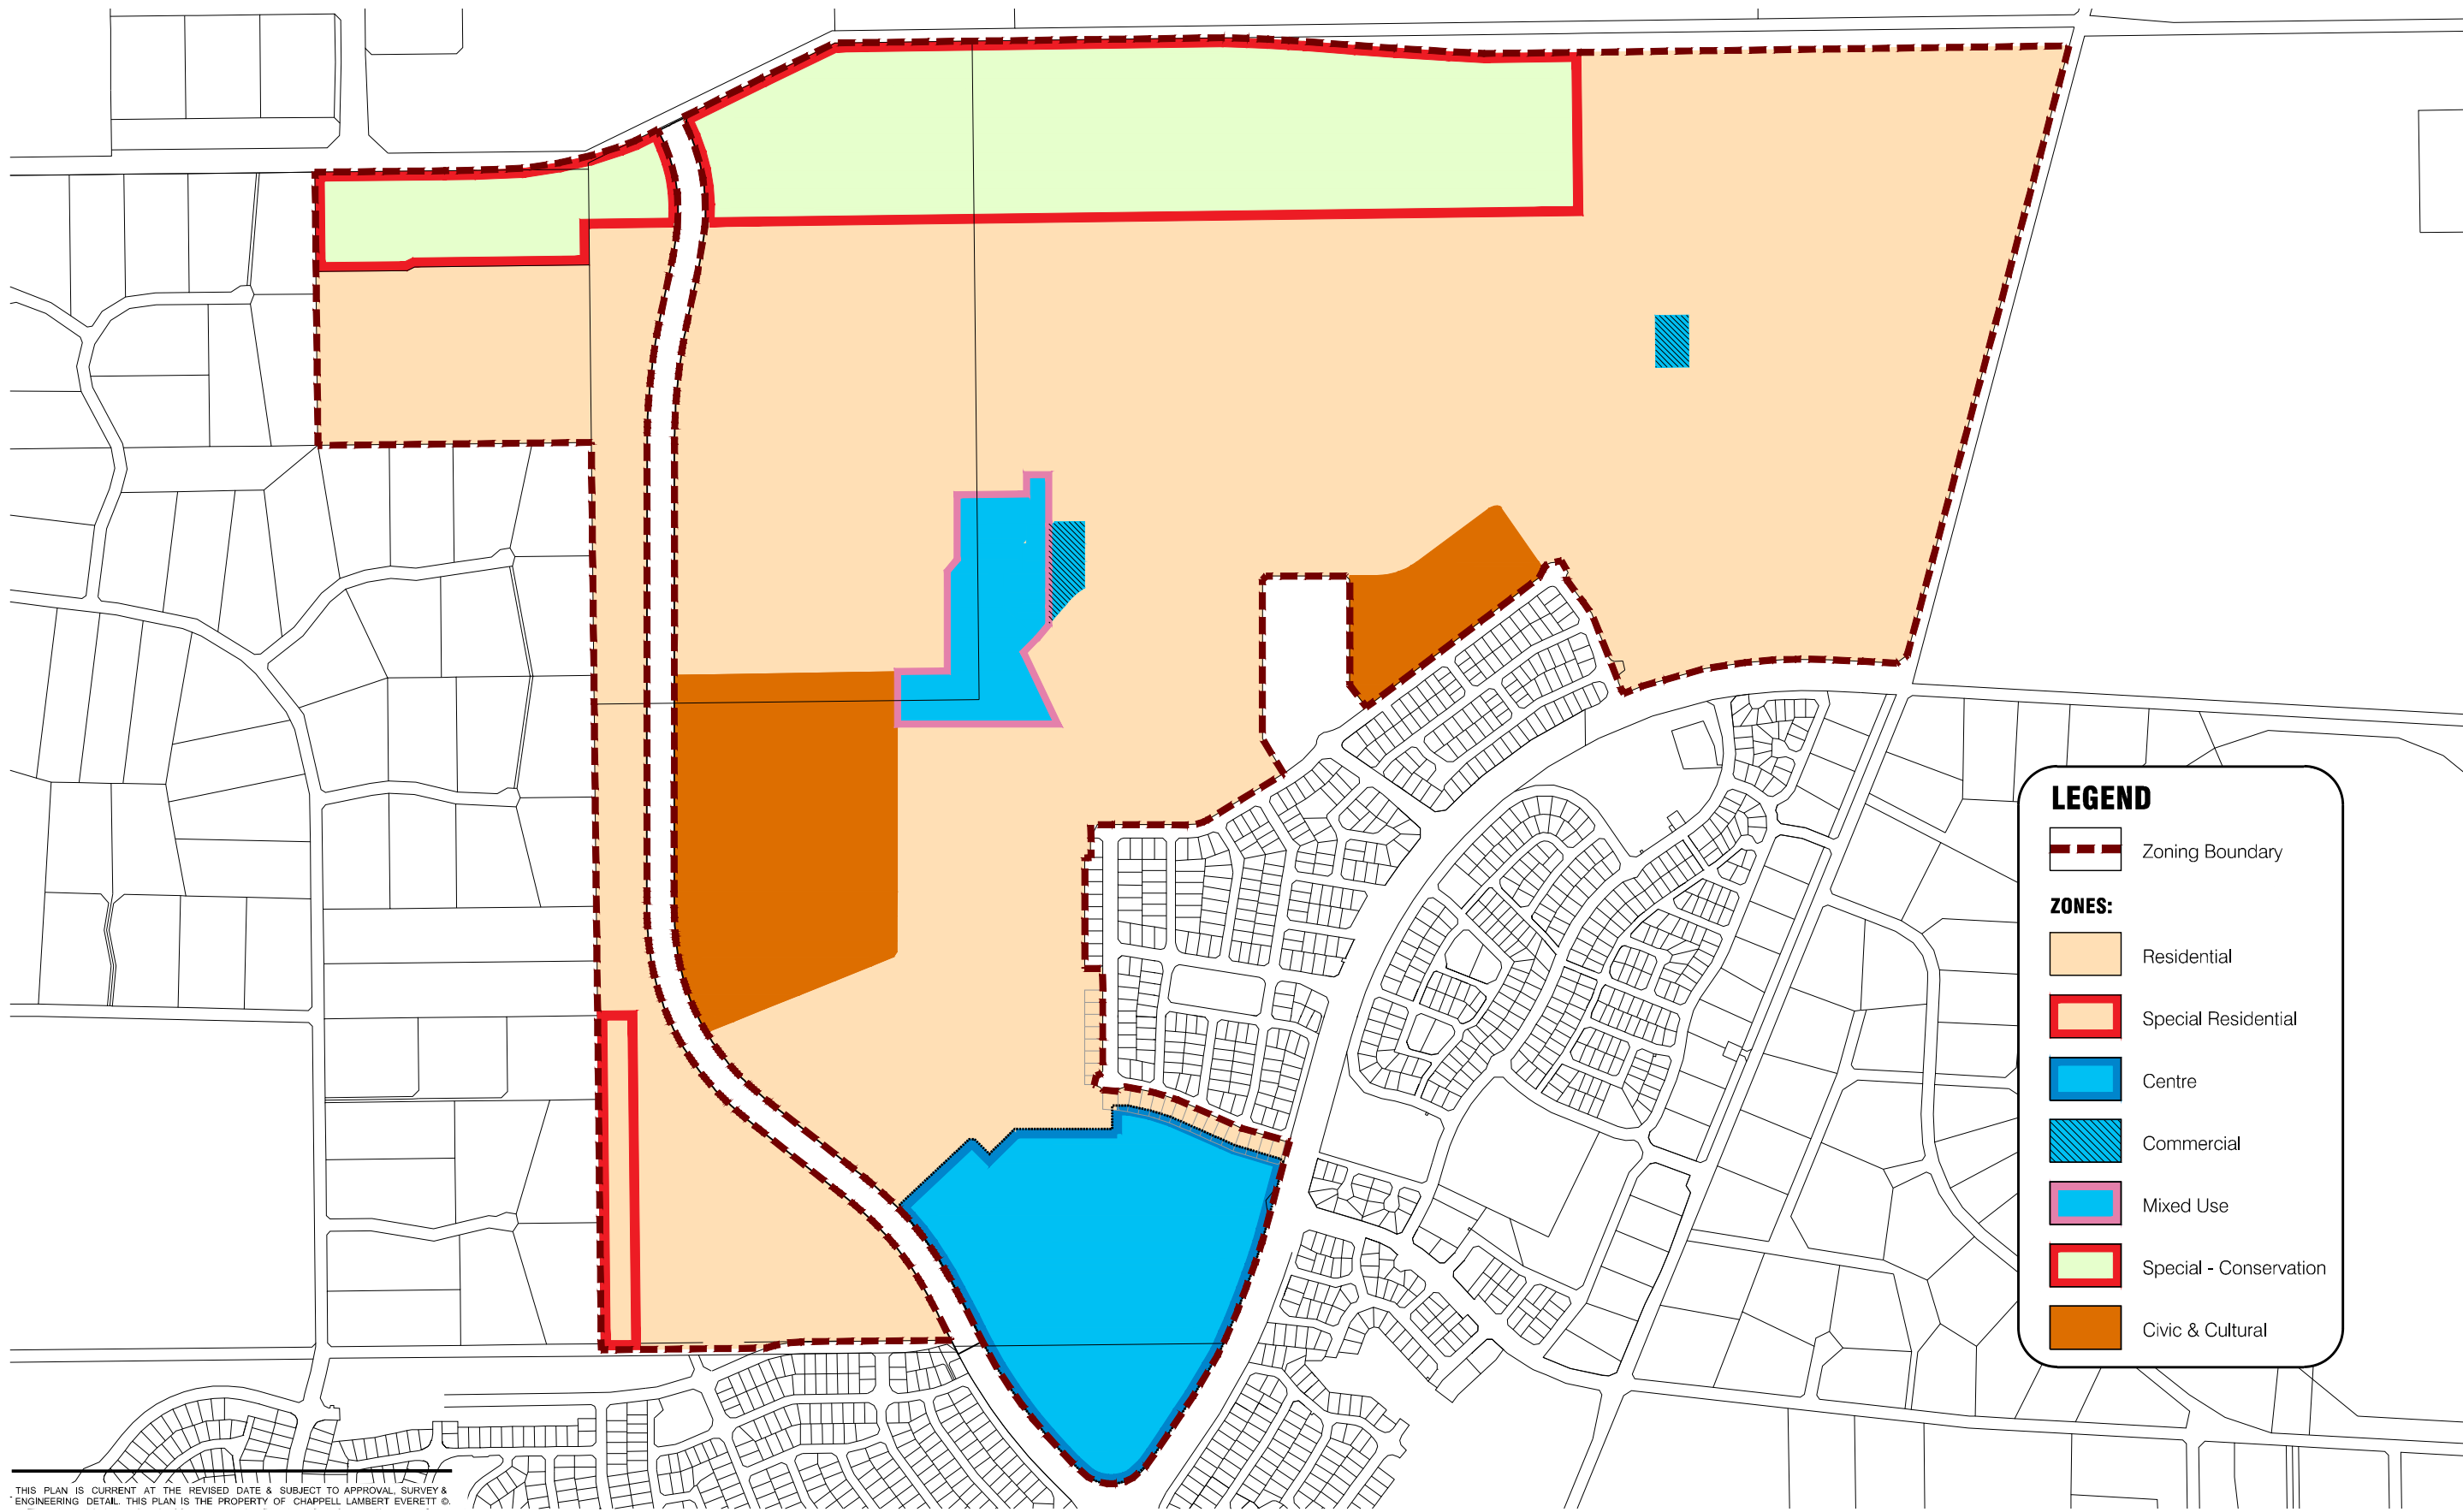 LEGEND
Zoning Boundary
ZONES:
Residential
Special Residential
Centre
Commercial
Mixed Use
Special - Conservation
Civic & Cultural
THIS PLAN IS CURRENT AT THE REVISED DATE & SUBJECT TO APPROVAL, SURVEY &
ENGINEERING DETAIL. THIS PLAN IS THE PROPERTY OF CHAPPELL LAMBERT EVERETT ©.